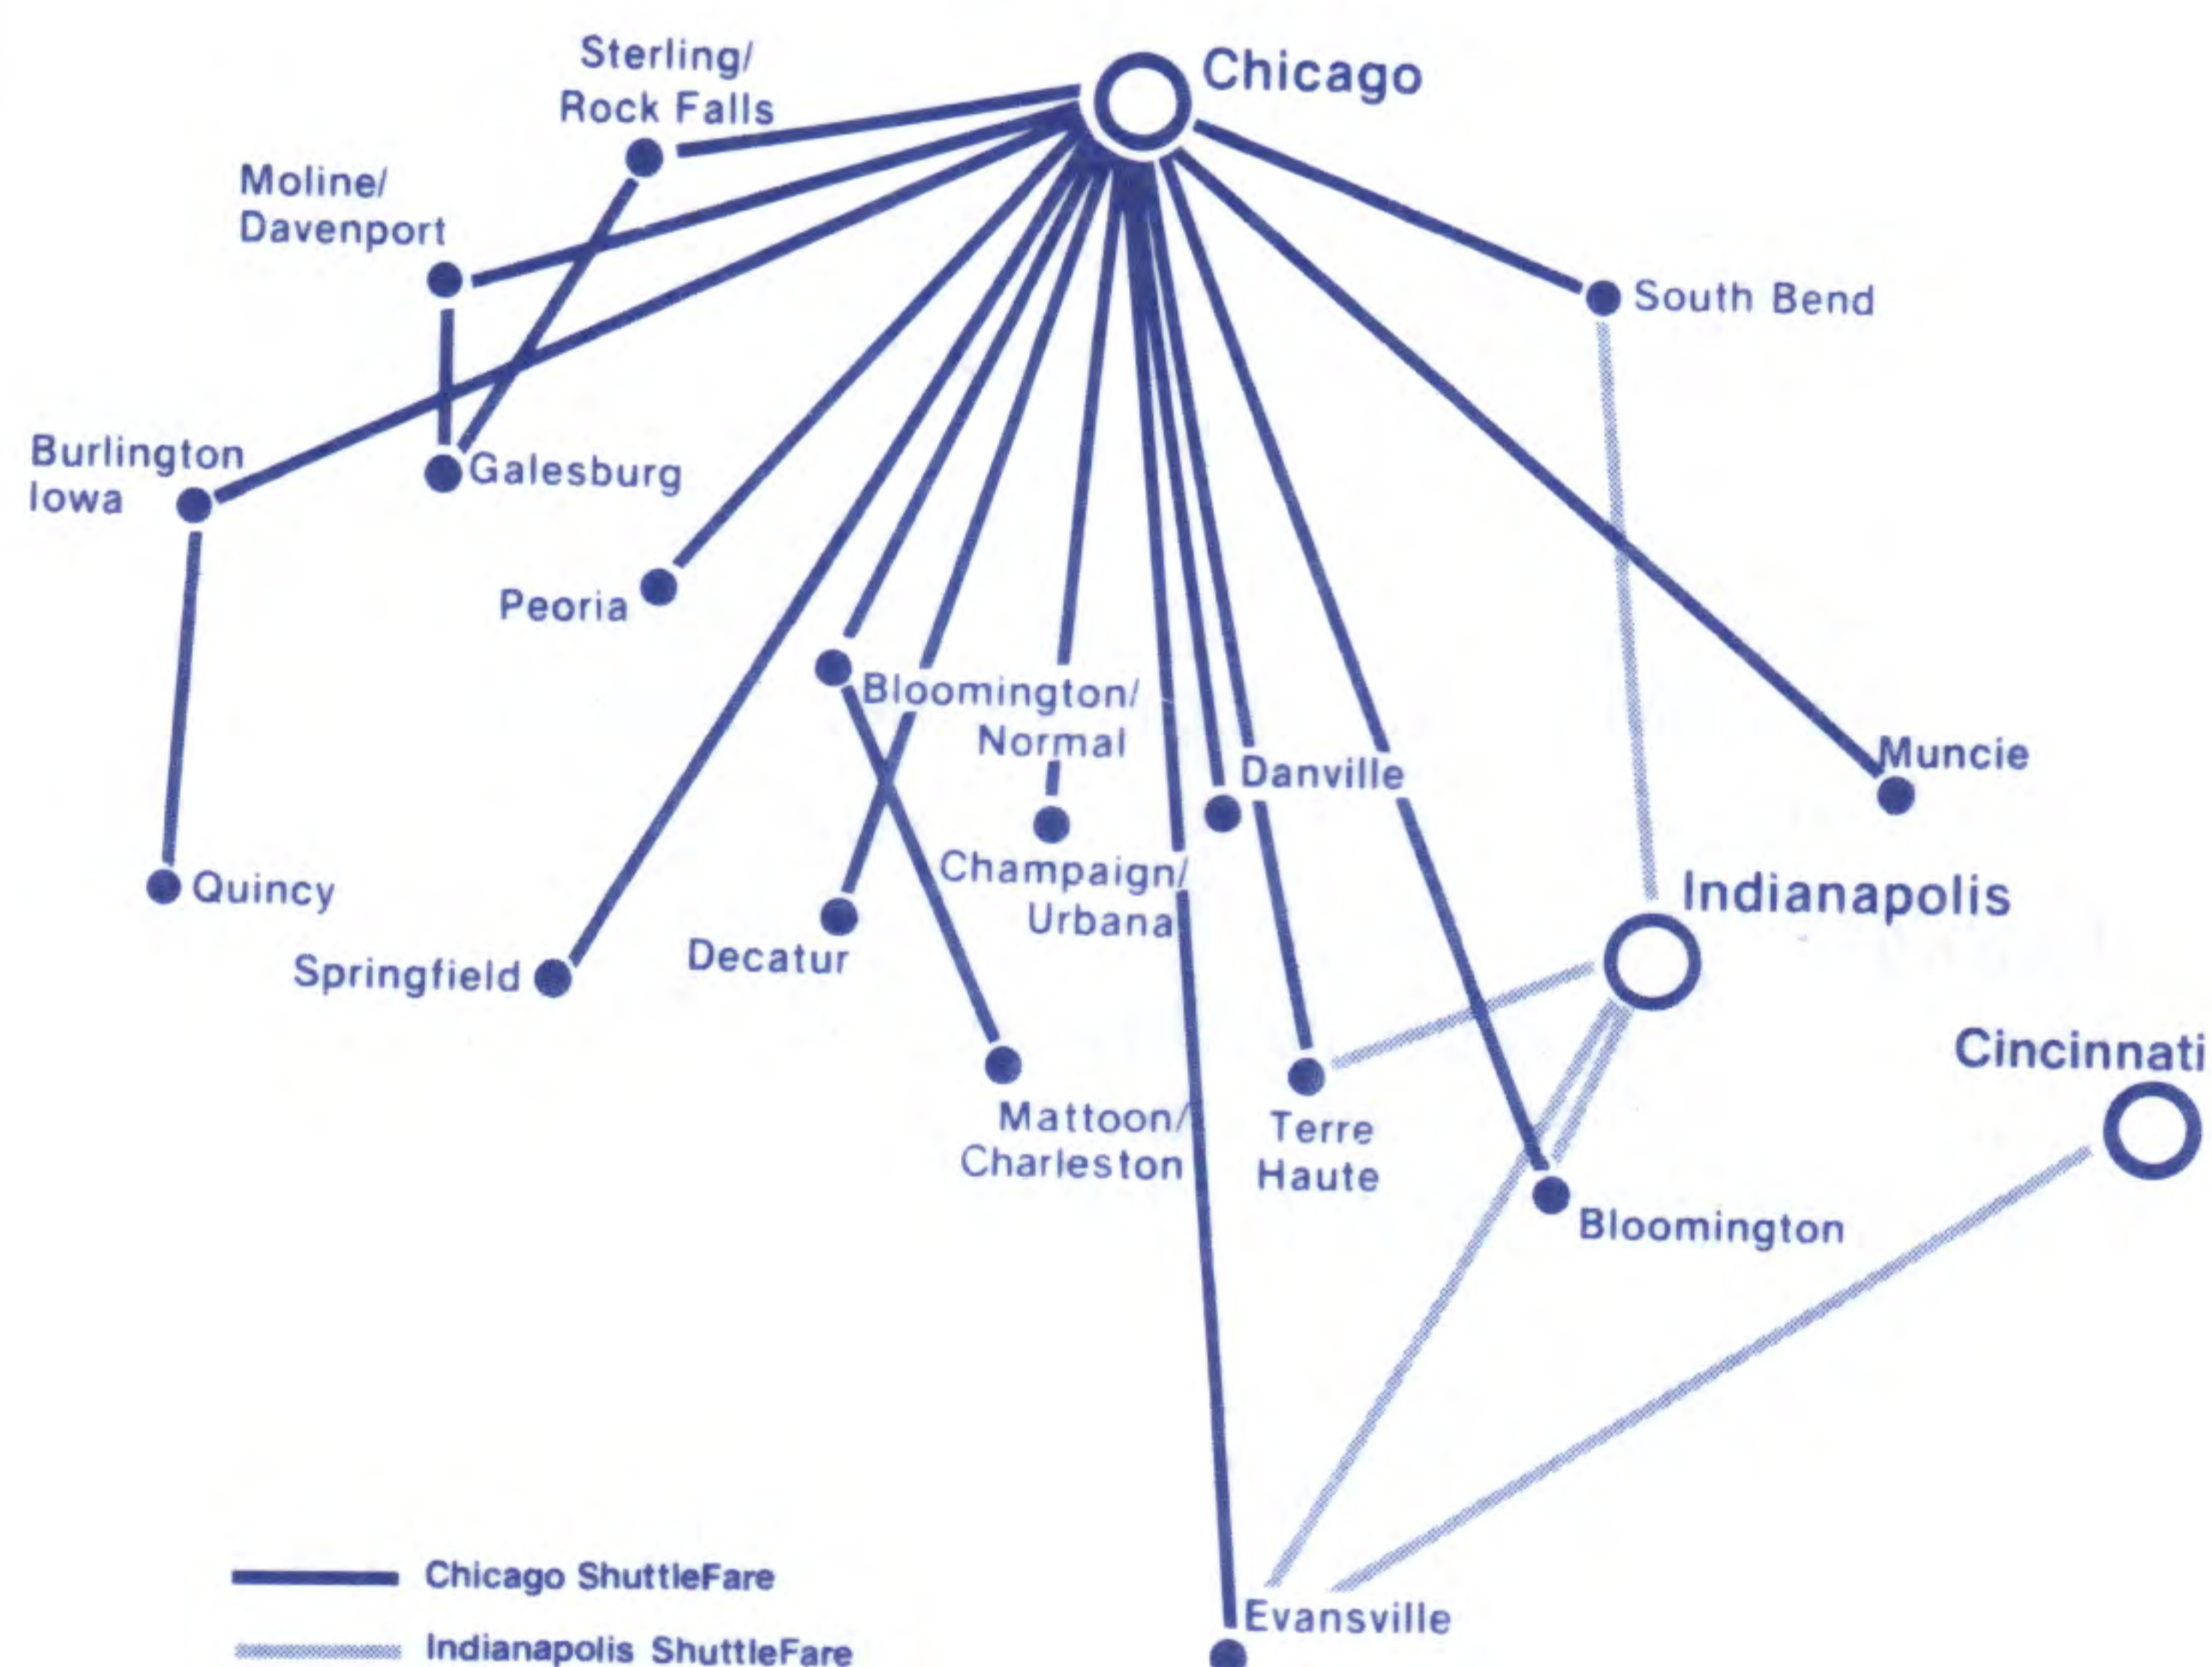 Sterling/
Rock Falls
Chicago
Moline/
Davenport
South Bend
Burlington
Iowa
Galesburg
Peoria
Bloomington/
Normal
Danville
Muncie
Quincy
Champaign/
Urbana
Indianapolis
Springfield
Decatur
Cincinnati
Mattoon/
Charleston
Terre
Haute
Bloomington
Evansville
Chicago ShuttleFare
Indianapolis ShuttleFare